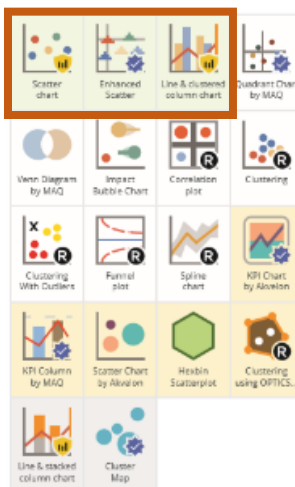 Scatter
chart
Enhanced
Scatter
Line & clustered
column chart
Quadrant Chart
by MAQ
Venn Diagram
by MAQ
Impact
Bubble Chart
Correlation
plot
R
Clustering
R
X
Clustering
With Outliers
R
Funnel
plot
R
Spline
chart
R
KPI Chart
by Akvelon
KPI Column
by MAQ
Scatter Chart
by Akvelon
Hexbin
Scatterplot
Clustering
using OPTICS...
R
Line & stacked
column chart
Cluster
Map